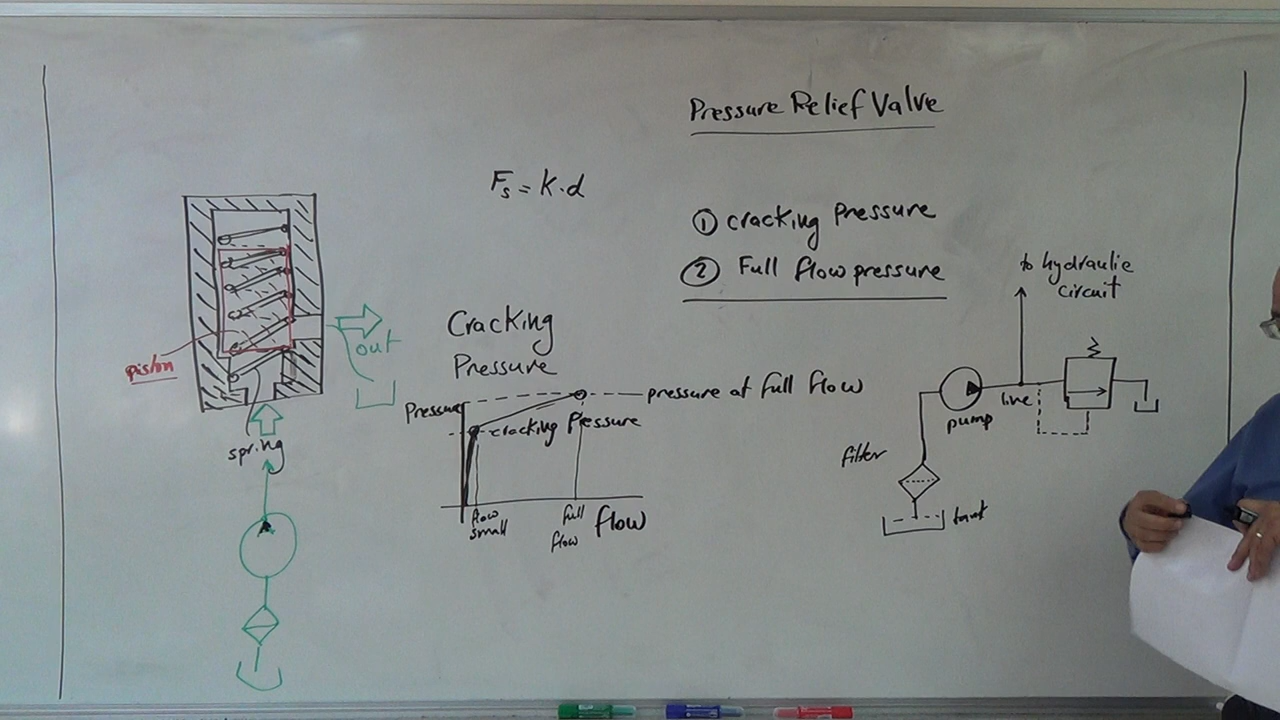 Pressure Relief Valve
Fs = K.d
① cracking pressure
② Full flow pressure
to hydraulic
circuit
Cracking
Pressure
out
piston
spring
Pressure
pressure at full flow
cracking Pressure
flow
small
full
flow
flow
line
pump
filter
tank